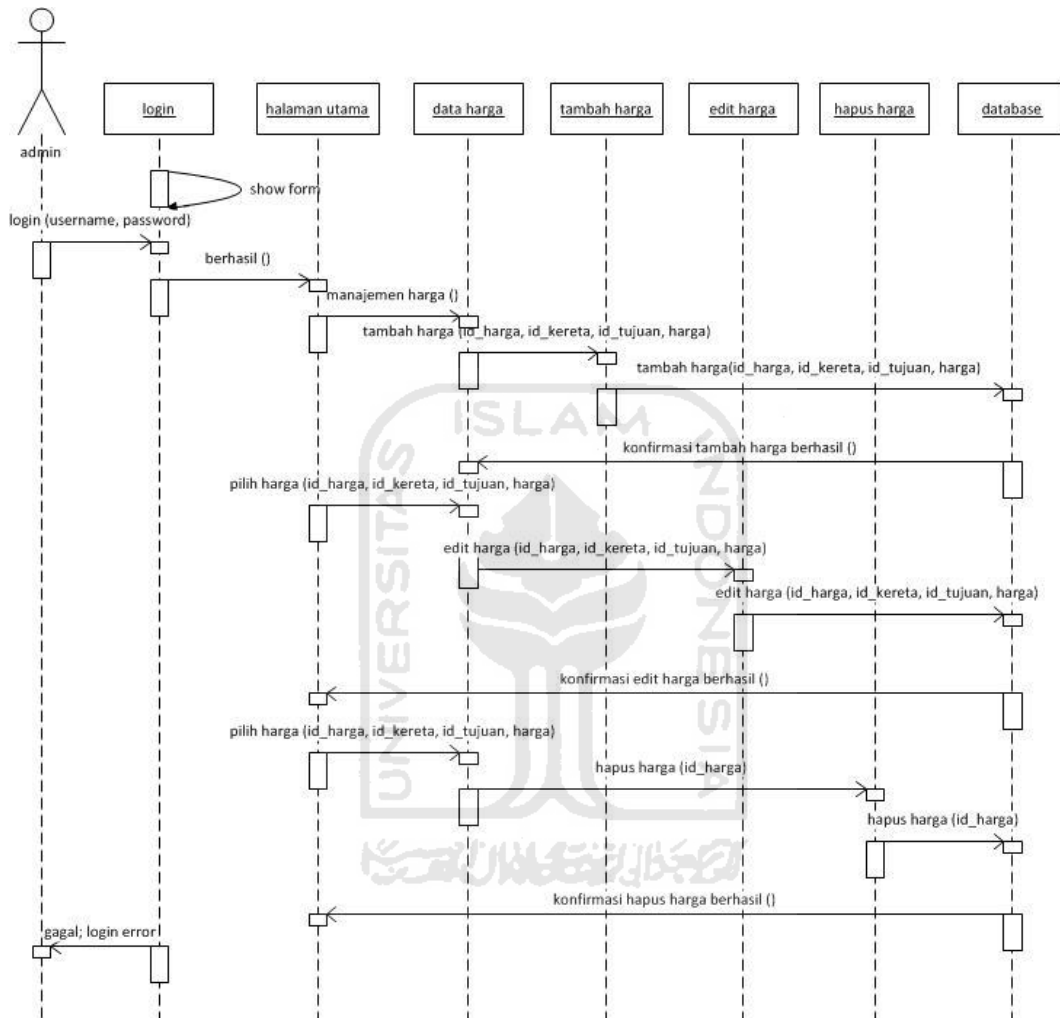 admin
login
halaman utama
data harga
tambah harga
edit harga
hapus harga
database
show form
login (username, password)
berhasil ()
manajemen harga ()
tambah harga (id_harga, id_kereta, id_tujuan, harga)
tambah harga(id_harga, id_kereta, id_tujuan, harga)
konfirmasi tambah harga berhasil ()
pilih harga (id_harga, id_kereta, id_tujuan, harga)
edit harga (id_harga, id_kereta, id_tujuan, harga)
edit harga (id_harga, id_kereta, id_tujuan, harga)
konfirmasi edit harga berhasil ()
pilih harga (id_harga, id_kereta, id_tujuan, harga)
hapus harga (id_harga)
hapus harga (id_harga)
konfirmasi hapus harga berhasil ()
gagal; login error
UNIVERSITAS
ISLAM
INDONESIA